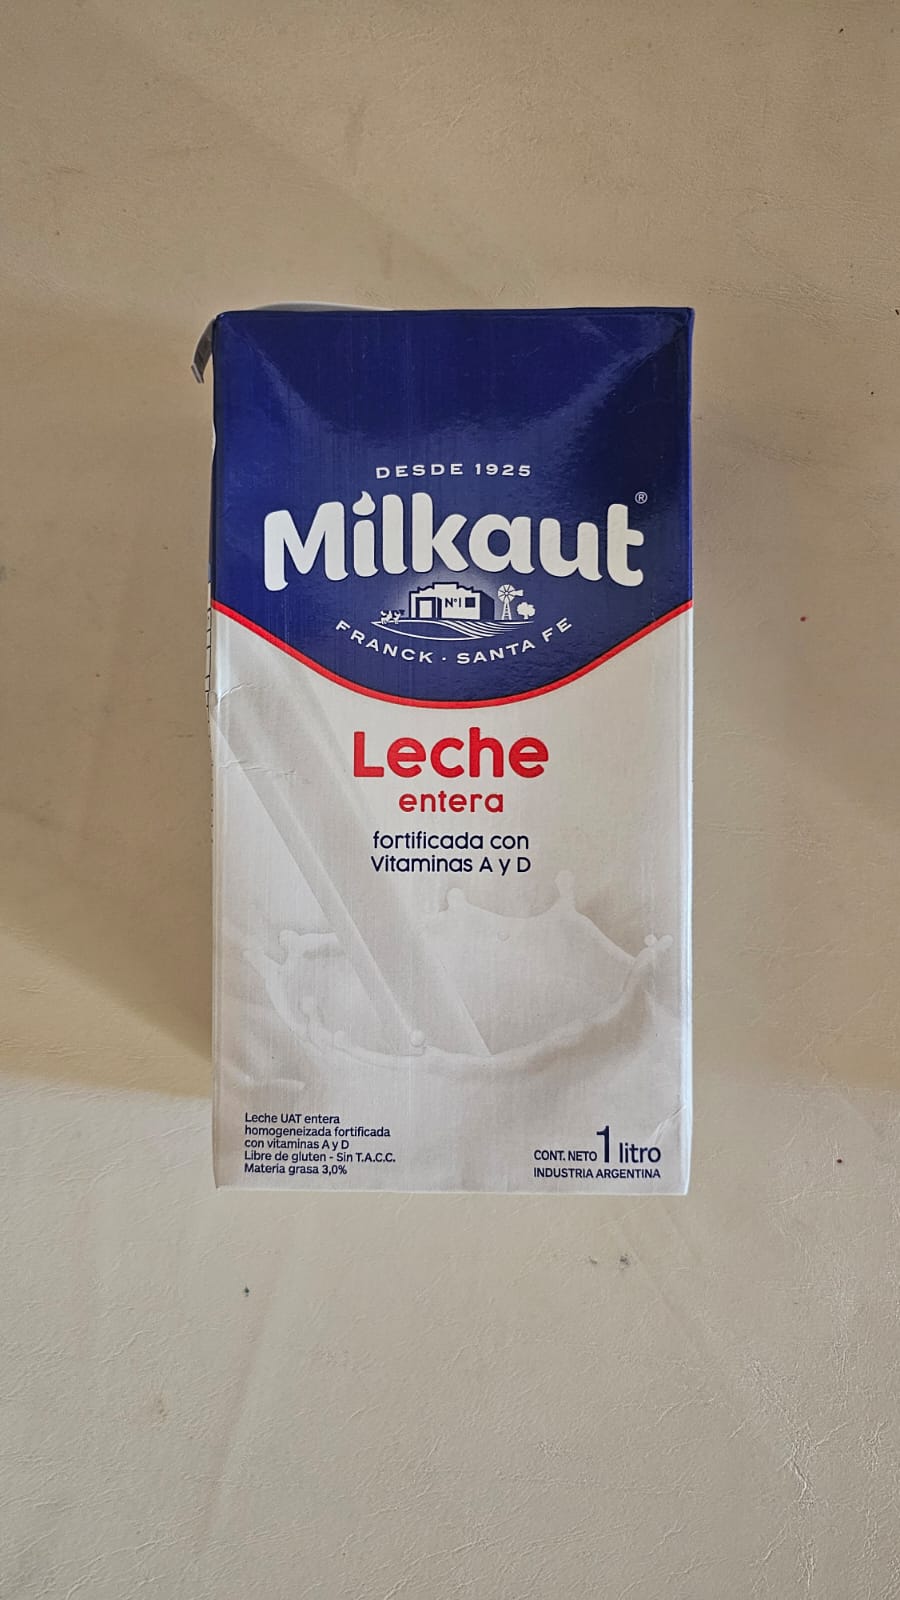 DESDE 1925
Milkaut®
Nº1
FRANCK · SANTA FE
Leche
entera
fortificada con
Vitaminas A y D
Leche UAT entera
homogeneizada fortificada
con vitaminas A y D
Libre de gluten - Sin T.A.C.C.
Materia grasa 3,0%
CONT. NETO 1 litro
INDUSTRIA ARGENTINA